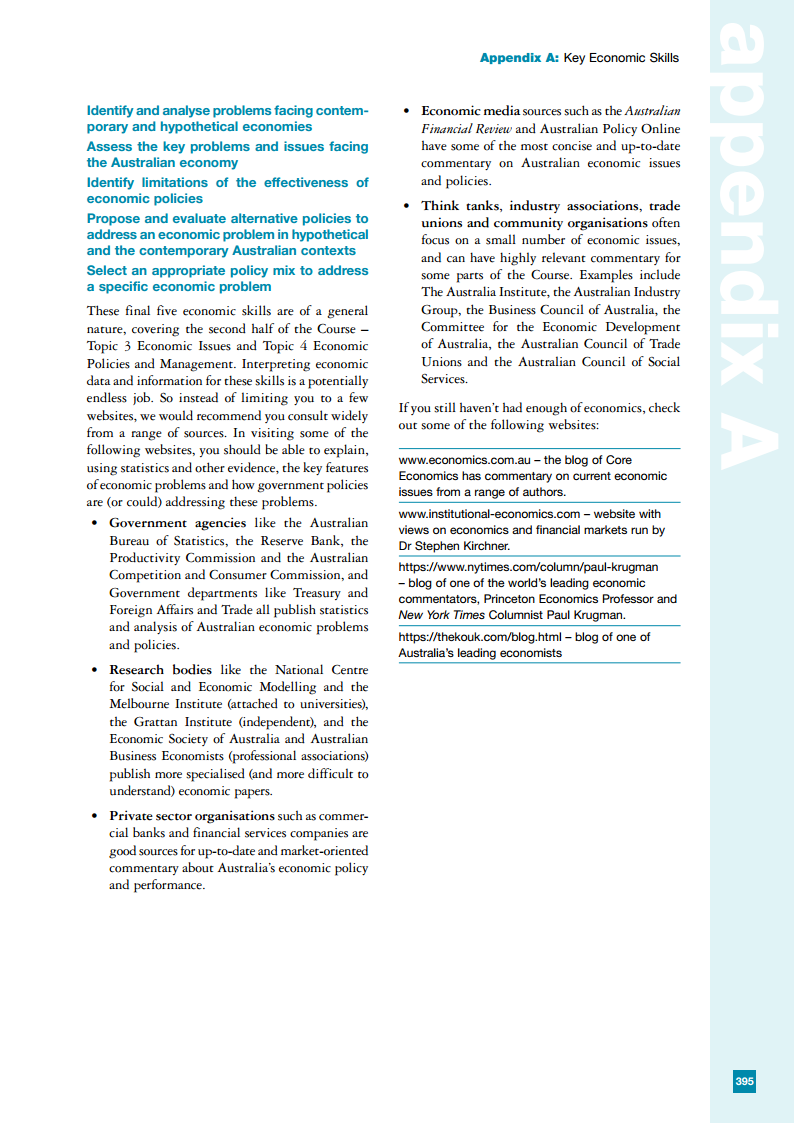 Appendix A: Key Economic Skills
appendix A
Identify and analyse problems facing contem-
porary and hypothetical economies
Assess the key problems and issues facing
the Australian economy
Identify limitations of the effectiveness of
economic policies
Propose and evaluate alternative policies to
address an economic problem in hypothetical
and the contemporary Australian contexts
Select an appropriate policy mix to address
a specific economic problem
These final five economic skills are of a general
nature, covering the second half of the Course –
Topic 3 Economic Issues and Topic 4 Economic
Policies and Management. Interpreting economic
data and information for these skills is a potentially
endless job. So instead of limiting you to a few
websites, we would recommend you consult widely
from a range of sources. In visiting some of the
following websites, you should be able to explain,
using statistics and other evidence, the key features
of economic problems and how government policies
are (or could) addressing these problems.
• Government agencies like the Australian
Bureau of Statistics, the Reserve Bank, the
Productivity Commission and the Australian
Competition and Consumer Commission, and
Government departments like Treasury and
Foreign Affairs and Trade all publish statistics
and analysis of Australian economic problems
and policies.
• Research bodies like the National Centre
for Social and Economic Modelling and the
Melbourne Institute (attached to universities),
the Grattan Institute (independent), and the
Economic Society of Australia and Australian
Business Economists (professional associations)
publish more specialised (and more difficult to
understand) economic papers.
• Private sector organisations such as commer-
cial banks and financial services companies are
good sources for up-to-date and market-oriented
commentary about Australia's economic policy
and performance.
• Economic media sources such as the Australian
Financial Review and Australian Policy Online
have some of the most concise and up-to-date
commentary on Australian economic issues
and policies.
• Think tanks, industry associations, trade
unions and community organisations often
focus on a small number of economic issues,
and can have highly relevant commentary for
some parts of the Course. Examples include
The Australia Institute, the Australian Industry
Group, the Business Council of Australia, the
Committee for the Economic Development
of Australia, the Australian Council of Trade
Unions and the Australian Council of Social
Services.
If you still haven't had enough of economics, check
out some of the following websites:
www.economics.com.au – the blog of Core
Economics has commentary on current economic
issues from a range of authors.
www.institutional-economics.com – website with
views on economics and financial markets run by
Dr Stephen Kirchner.
https://www.nytimes.com/column/paul-krugman
– blog of one of the world's leading economic
commentators, Princeton Economics Professor and
New York Times Columnist Paul Krugman.
https://thekouk.com/blog.html – blog of one of
Australia's leading economists
395